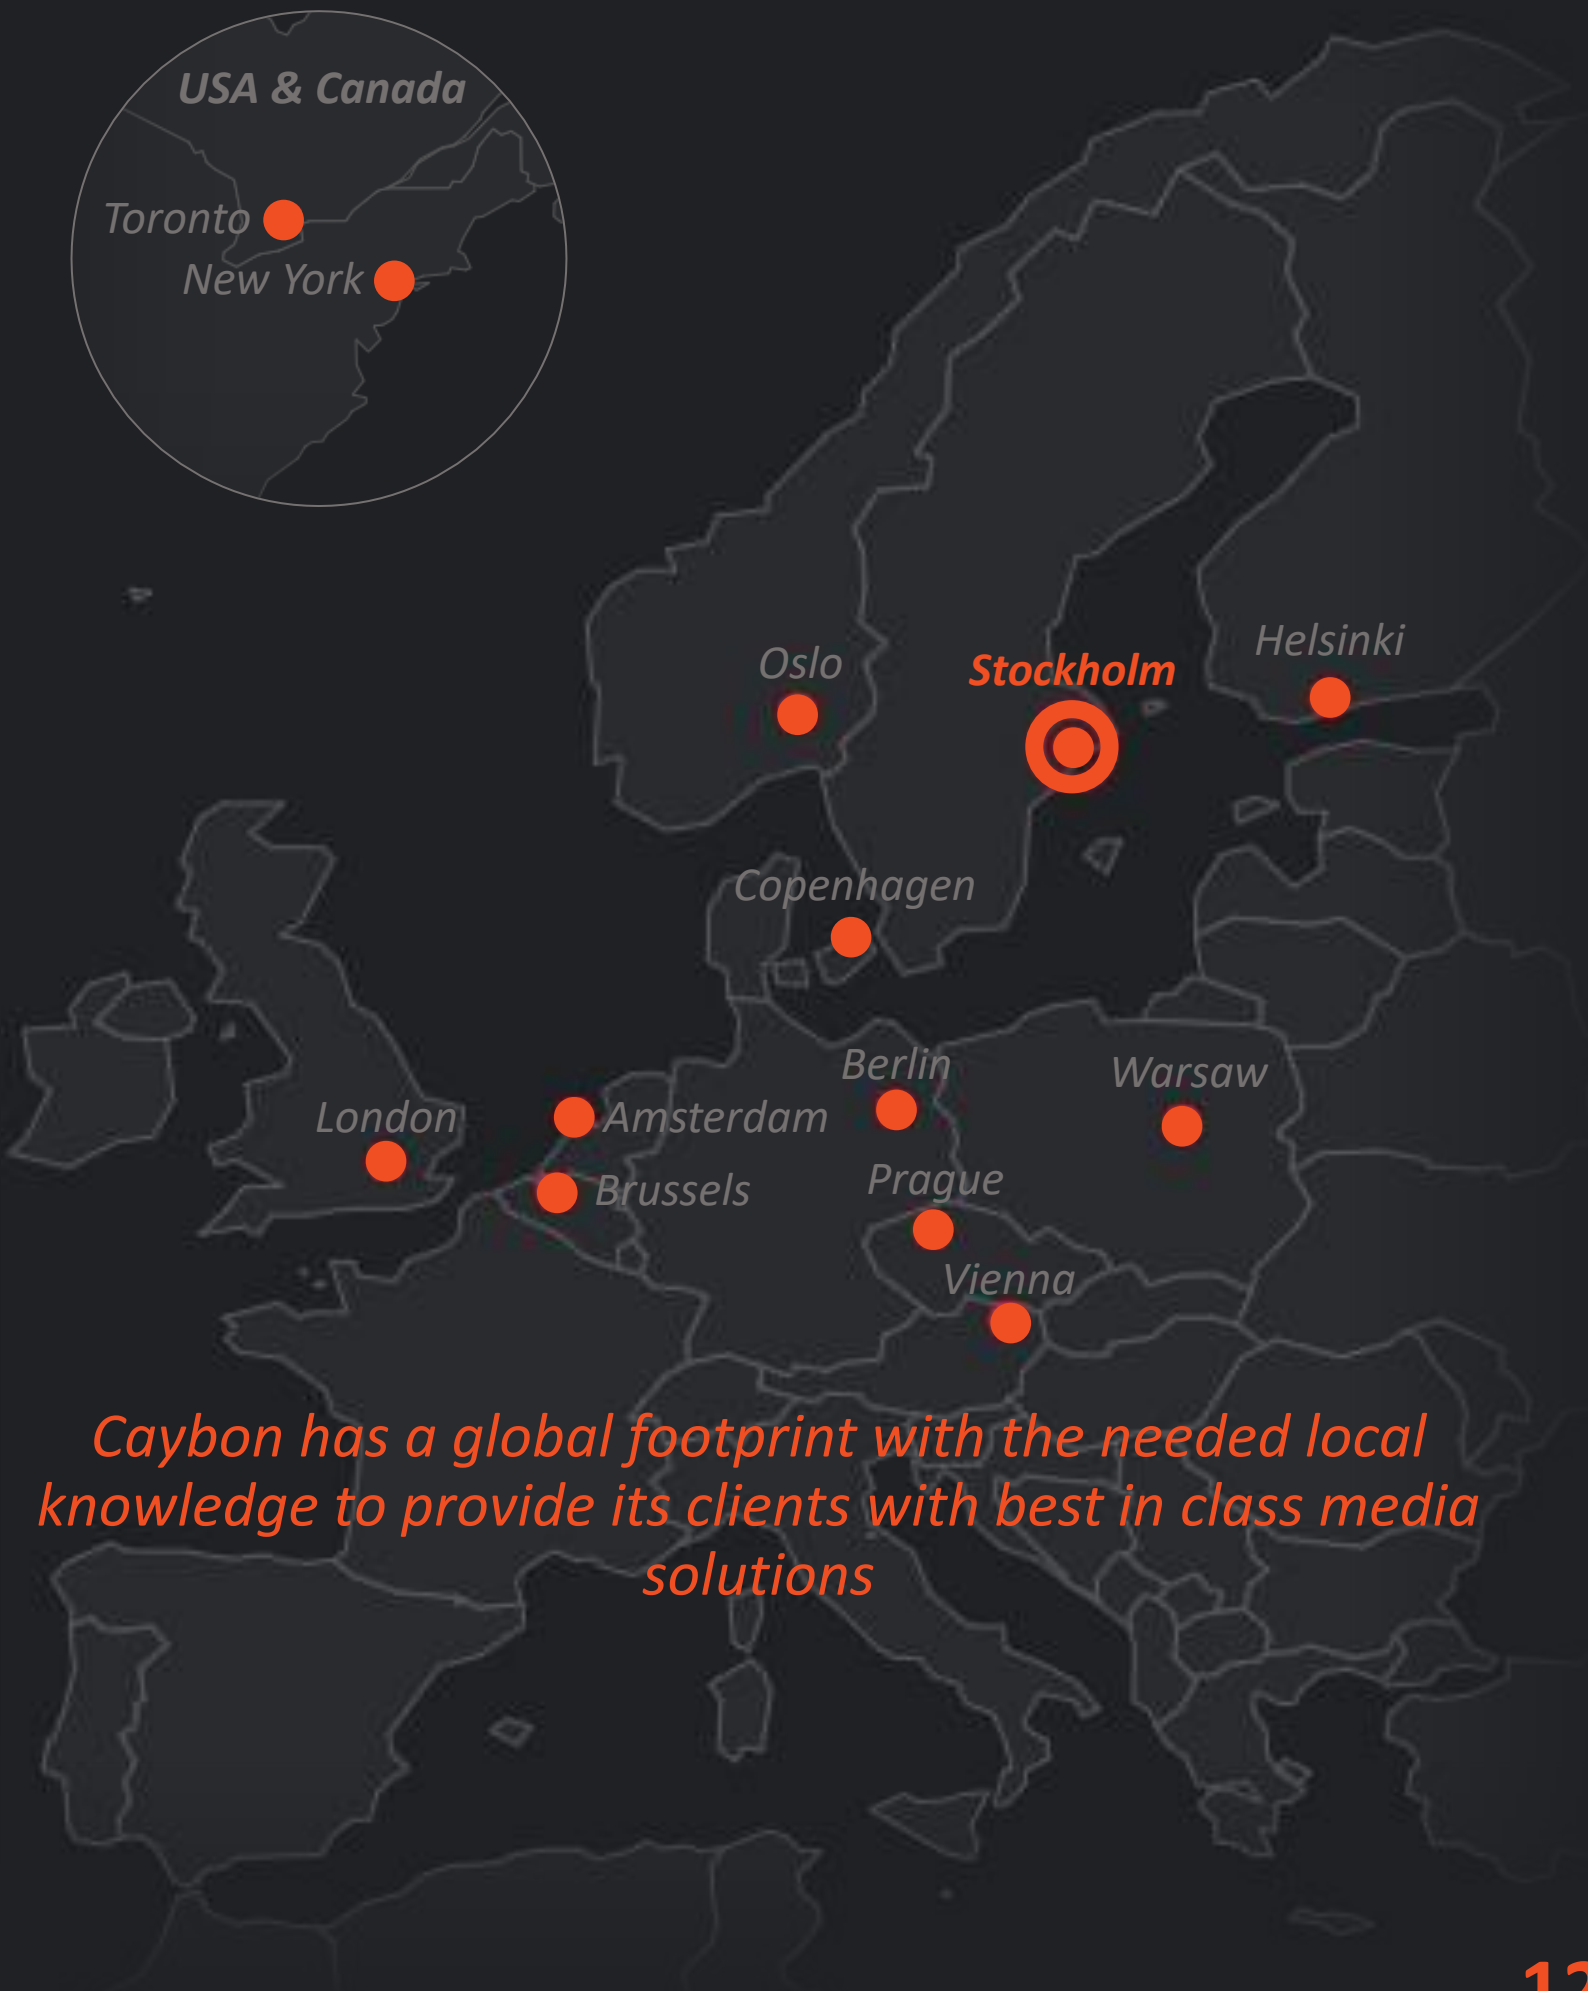 USA & Canada
Toronto
New York
Oslo
Stockholm
Helsinki
Copenhagen
Berlin
Warsaw
London
Amsterdam
Prague
Brussels
Vienna
Caybon has a global footprint with the needed local
knowledge to provide its clients with best in class media
solutions
12